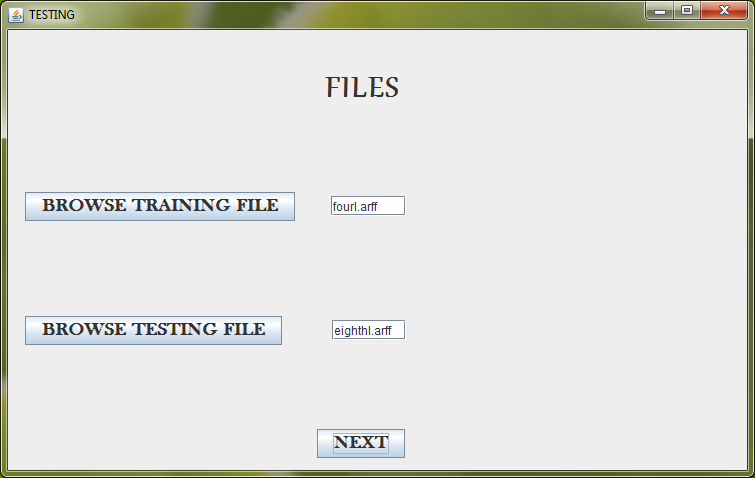 TESTING
FILES
BROWSE TRAINING FILE
fourl.arff
BROWSE TESTING FILE
eighthl.arff
NEXT